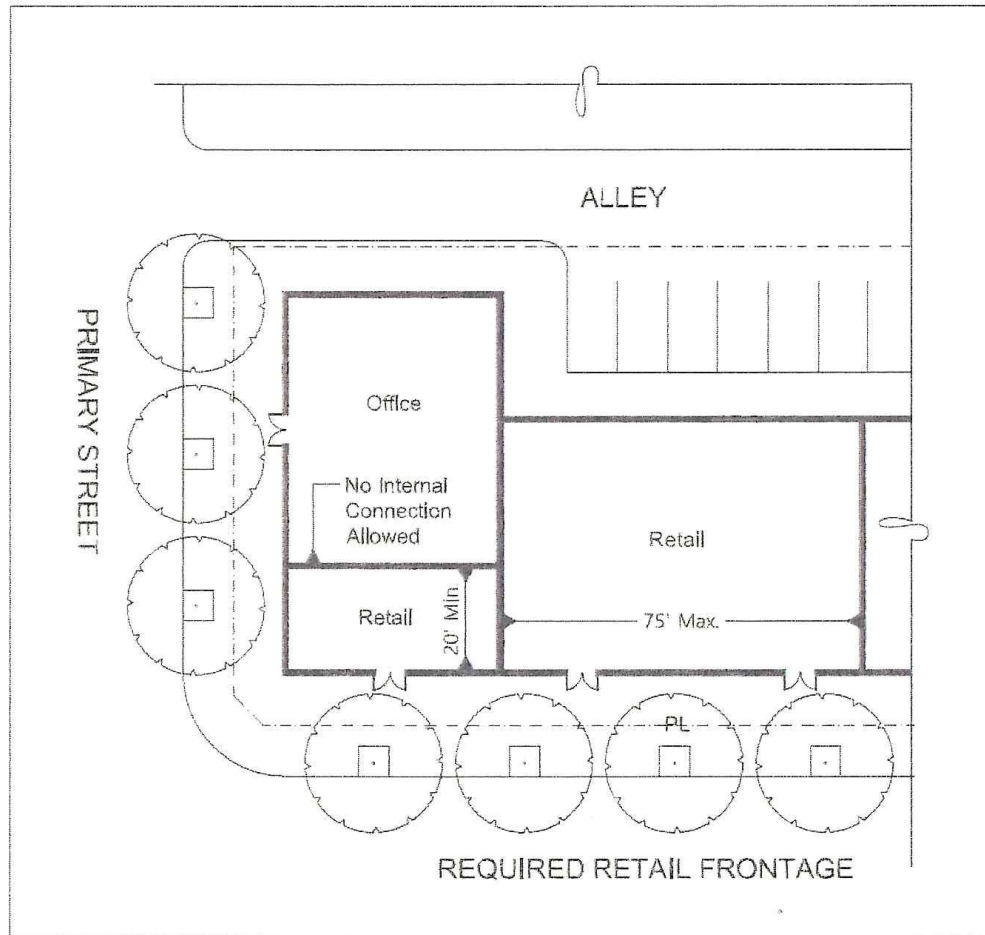 ALLEY
PRIMARY STREET
Office
No Internal
Connection
Allowed
Retail
Retail
20' Min
75' Max.
PL
REQUIRED RETAIL FRONTAGE